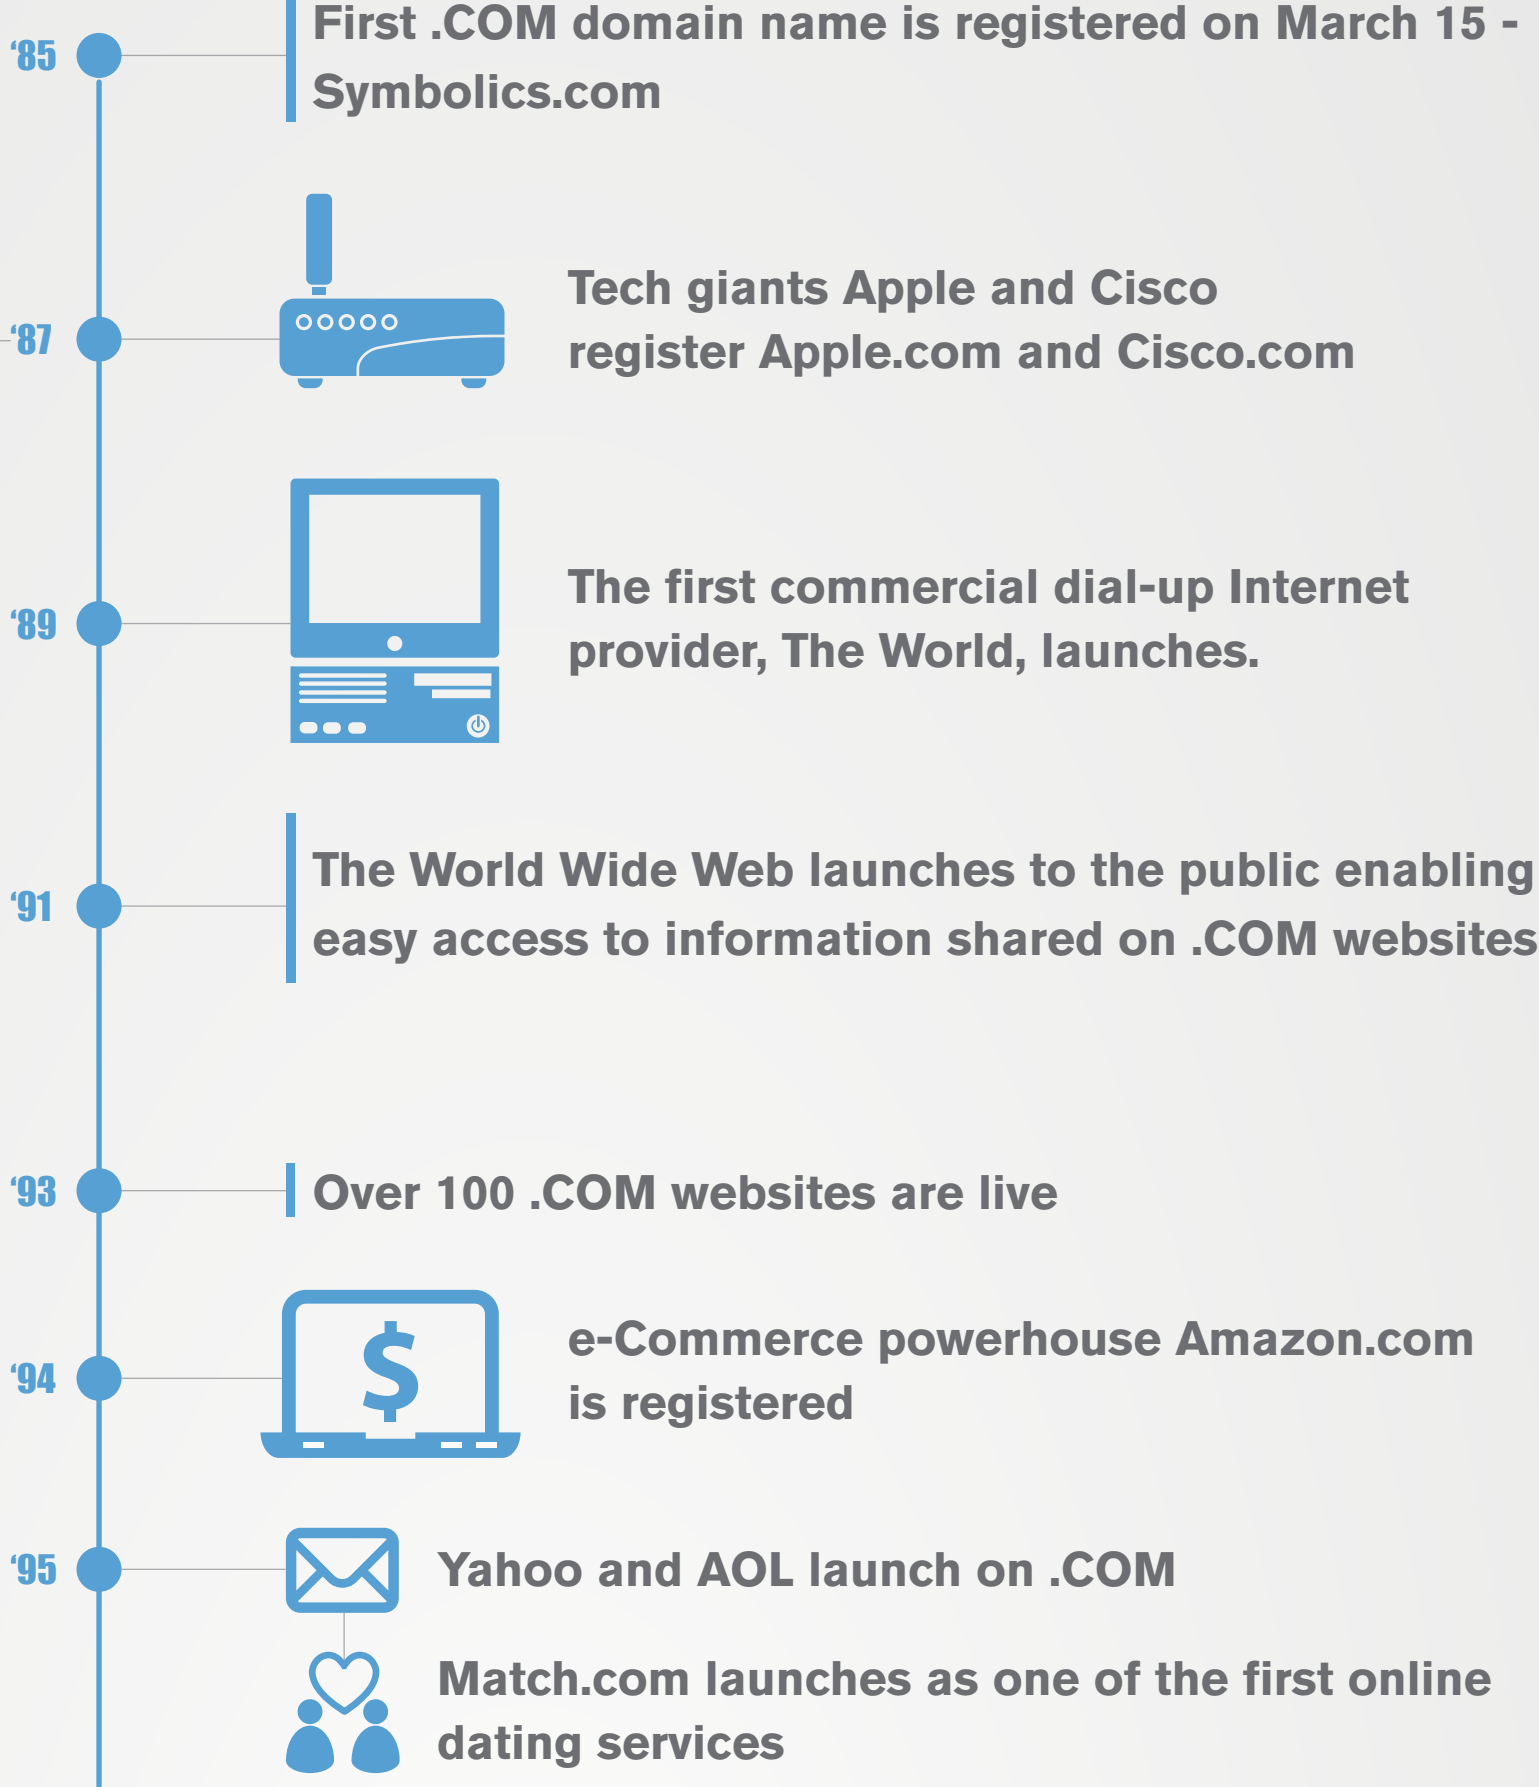 ‘85
First .COM domain name is registered on March 15 -
Symbolics.com
‘87
Tech giants Apple and Cisco
register Apple.com and Cisco.com
‘89
The first commercial dial-up Internet
provider, The World, launches.
‘91
The World Wide Web launches to the public enabling
easy access to information shared on .COM websites
‘93
Over 100 .COM websites are live
‘94
$
e-Commerce powerhouse Amazon.com
is registered
‘95
Yahoo and AOL launch on .COM
Match.com launches as one of the first online
dating services